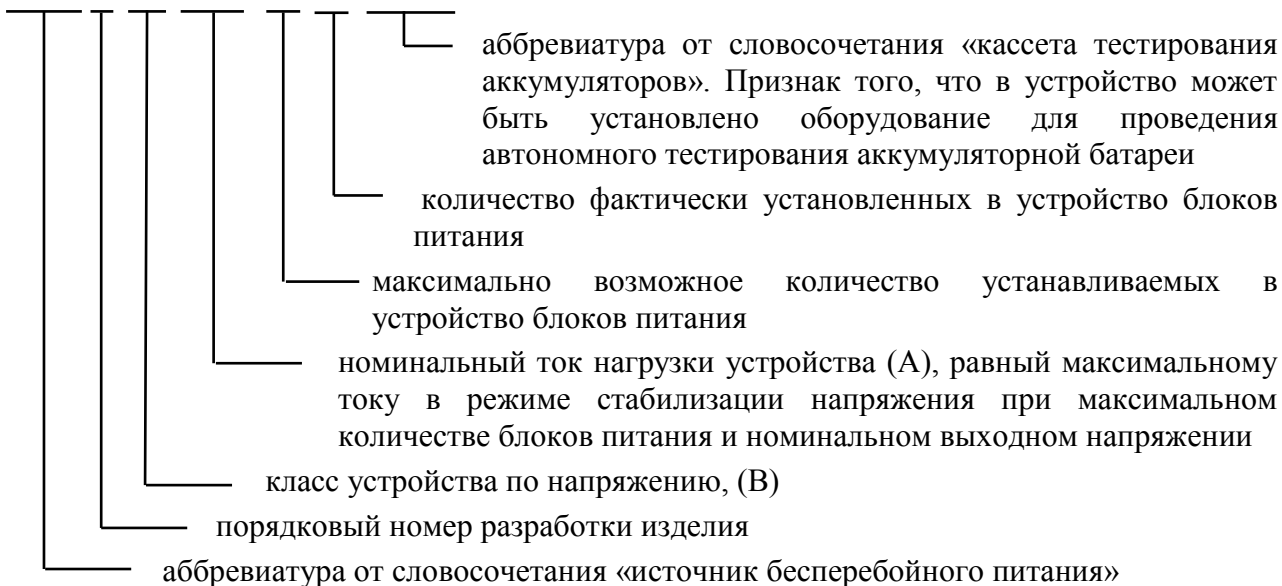 аббревиатура от словосочетания «кассета тестирования
аккумуляторов». Признак того, что в устройство может
быть установлено оборудование для проведения
автономного тестирования аккумуляторной батареи
количество фактически установленных в устройство блоков
питания
максимально возможное количество устанавливаемых в
устройство блоков питания
номинальный ток нагрузки устройства (А), равный максимальному
току в режиме стабилизации напряжения при максимальном
количестве блоков питания и номинальном выходном напряжении
класс устройства по напряжению, (В)
порядковый номер разработки изделия
аббревиатура от словосочетания «источник бесперебойного питания»